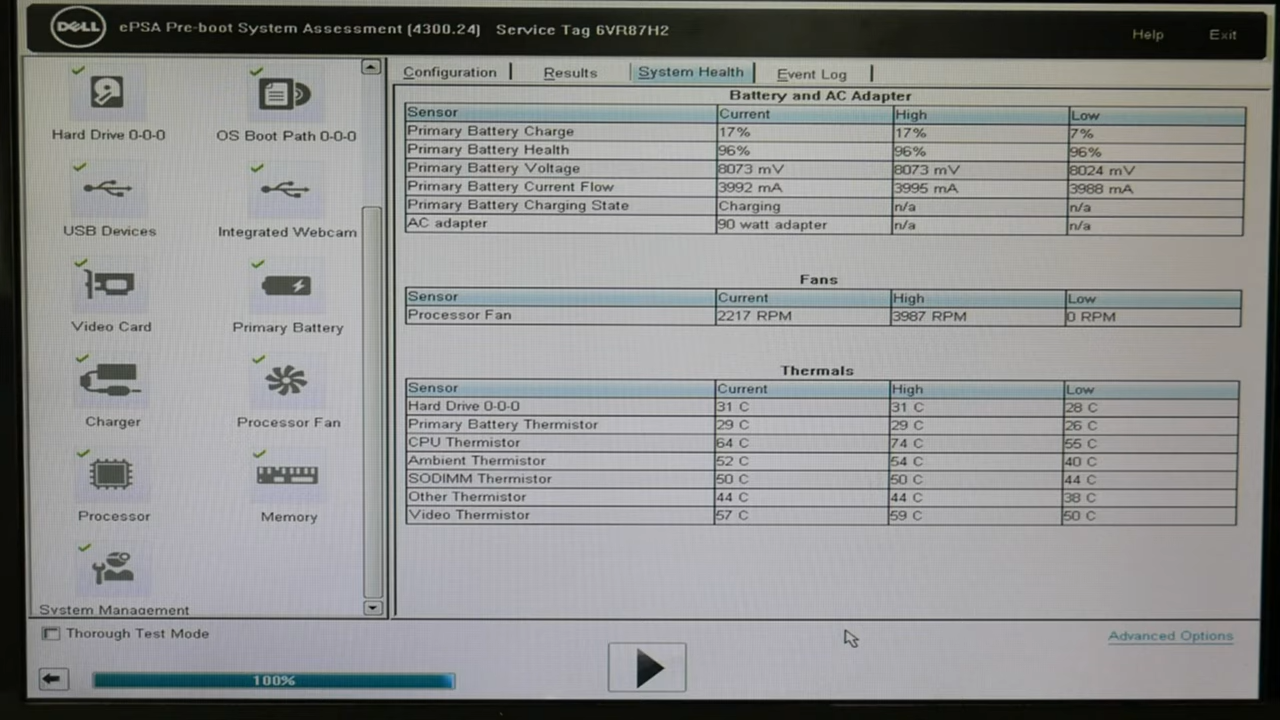 DELL ePSA Pre-boot System Assessment (4300.24) Service Tag 6VR87H2 Help Exit
Hard Drive 0-0-0 OS Boot Path 0-0-0
USB Devices Integrated Webcam
Video Card Primary Battery
Charger Processor Fan
Processor Memory
System Management
Configuration Results System Health Event Log
Battery and AC Adapter
Sensor Current High Low
Primary Battery Charge 17% 17% 7%
Primary Battery Health 96% 96% 96%
Primary Battery Voltage 8073 mV 8073 mV 8024 mV
Primary Battery Current Flow 3992 mA 3995 mA 3988 mA
Primary Battery Charging State Charging n/a n/a
AC adapter 90 watt adapter n/a n/a
Fans
Sensor Current High Low
Processor Fan 2217 RPM 3987 RPM 0 RPM
Thermals
Sensor Current High Low
Hard Drive 0-0-0 31 C 31 C 28 C
Primary Battery Thermistor 29 C 29 C 26 C
CPU Thermistor 64 C 74 C 55 C
Ambient Thermistor 52 C 54 C 40 C
SODIMM Thermistor 50 C 50 C 44 C
Other Thermistor 44 C 44 C 38 C
Video Thermistor 57 C 59 C 50 C
Thorough Test Mode Advanced Options
100%